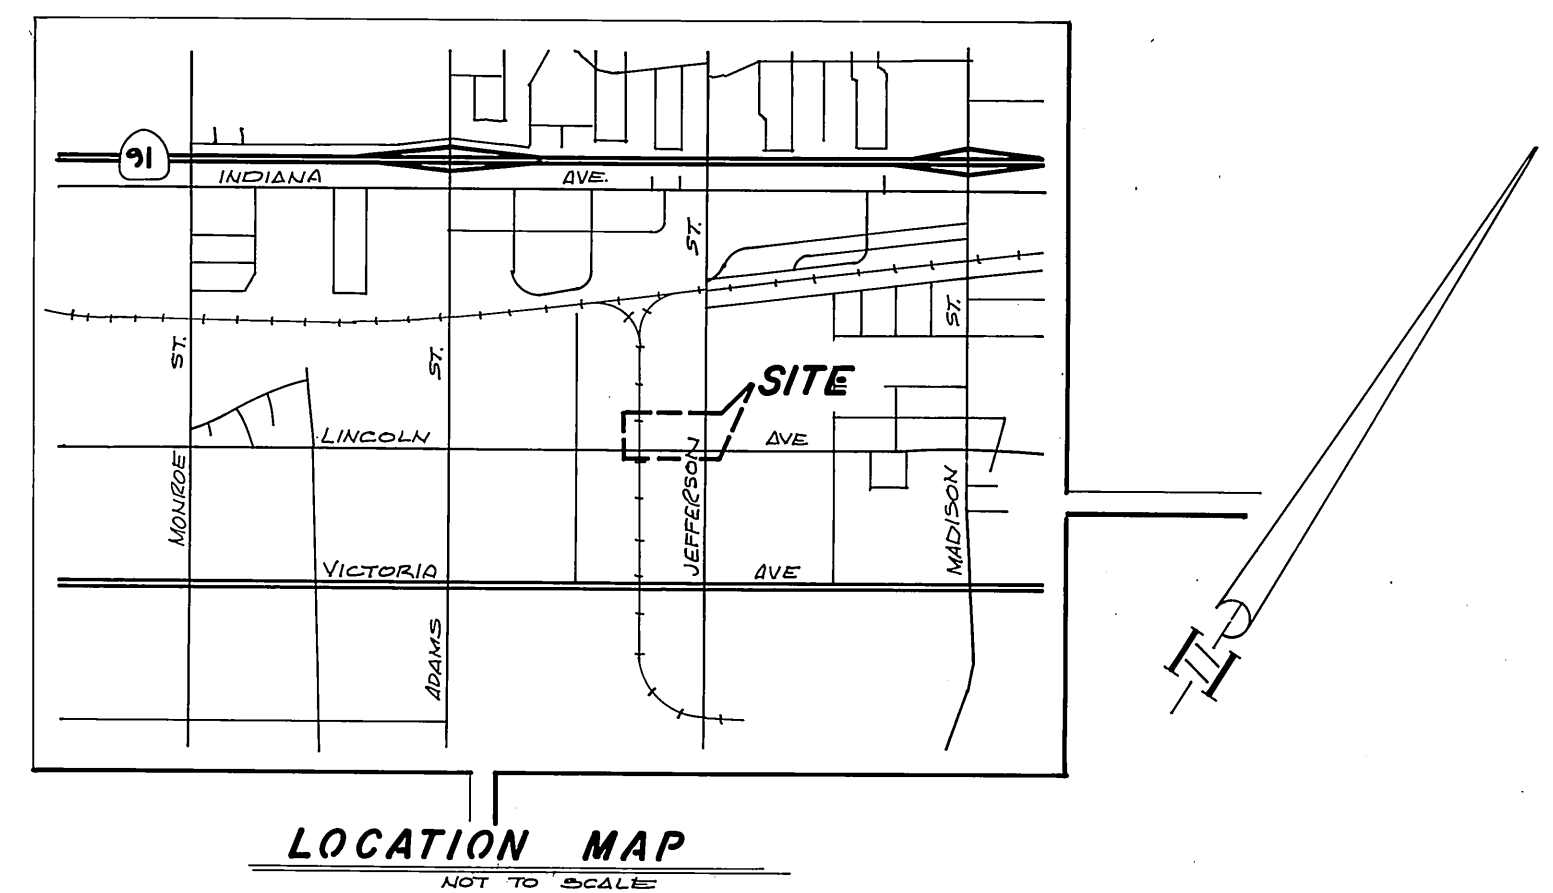 91
INDIANA AVE.
ST.
ST.
ST.
ST.
SITE
LINCOLN AVE
MONROE
JEFFERSON
MADISON
VICTORIA AVE
ADAMS
N
LOCATION MAP
NOT TO SCALE